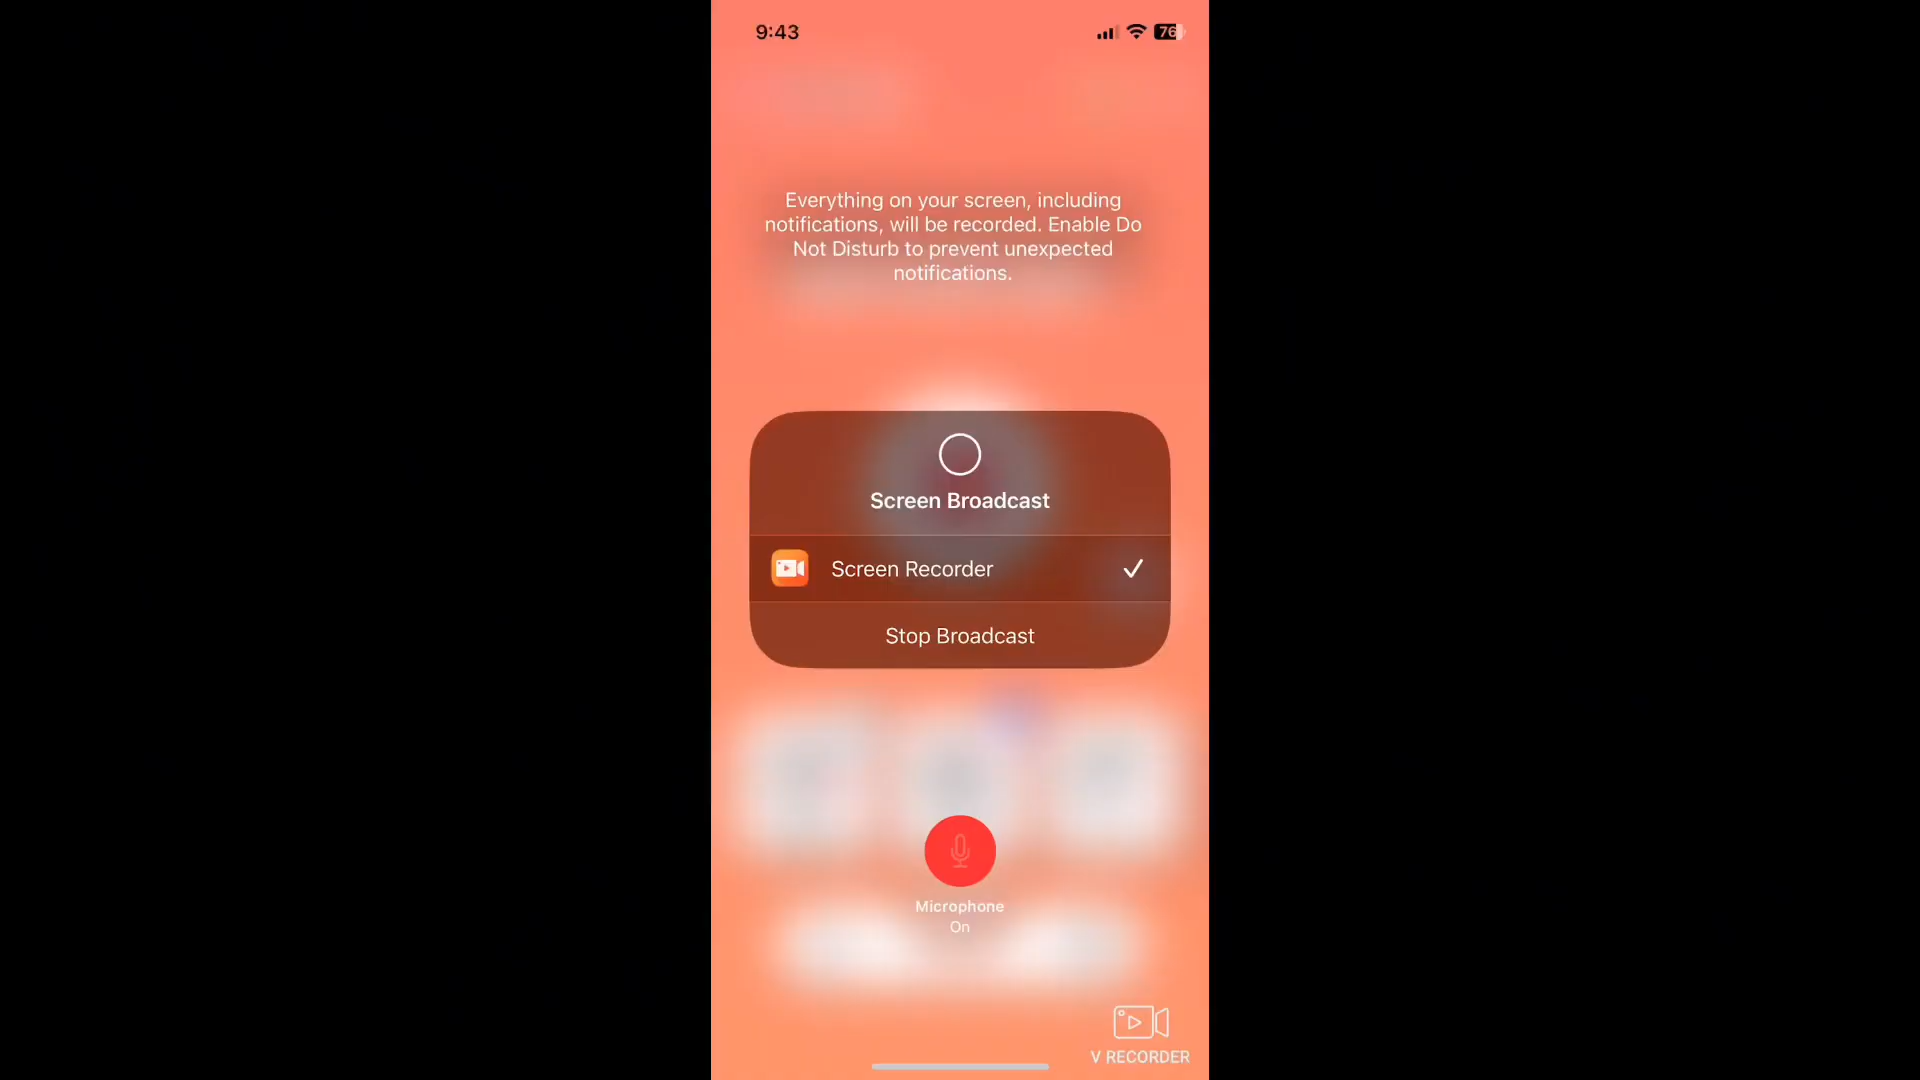 9:43
76
Everything on your screen, including
notifications, will be recorded. Enable Do
Not Disturb to prevent unexpected
notifications.
Screen Broadcast
Screen Recorder
Stop Broadcast
Microphone
On
V RECORDER